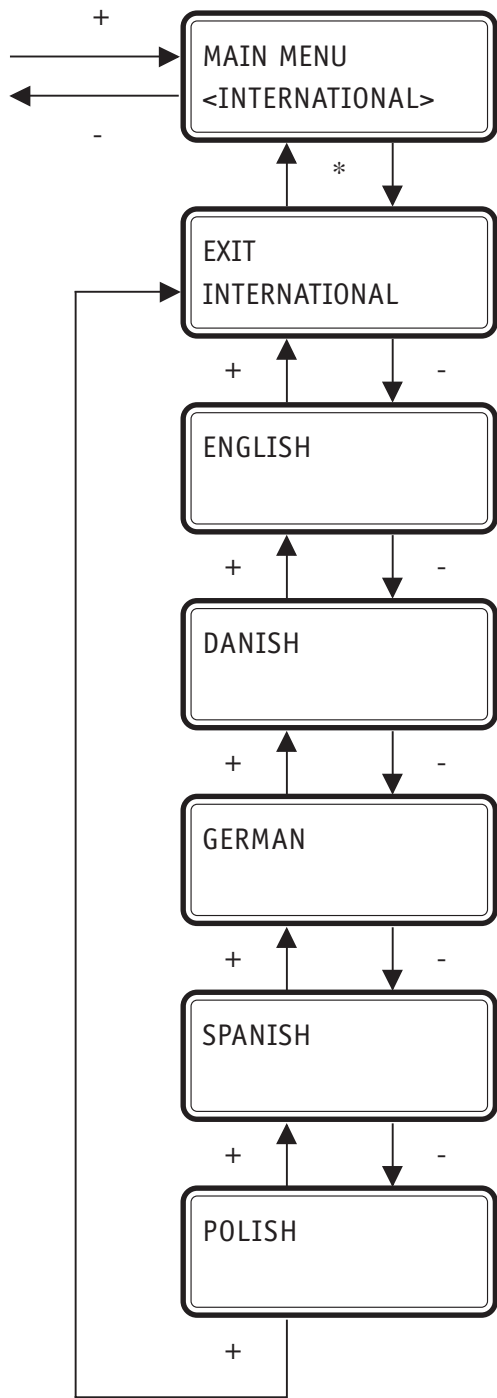 +
MAIN MENU
<INTERNATIONAL>
-
*
EXIT
INTERNATIONAL
+ -
ENGLISH
+ -
DANISH
+ -
GERMAN
+ -
SPANISH
+ -
POLISH
+